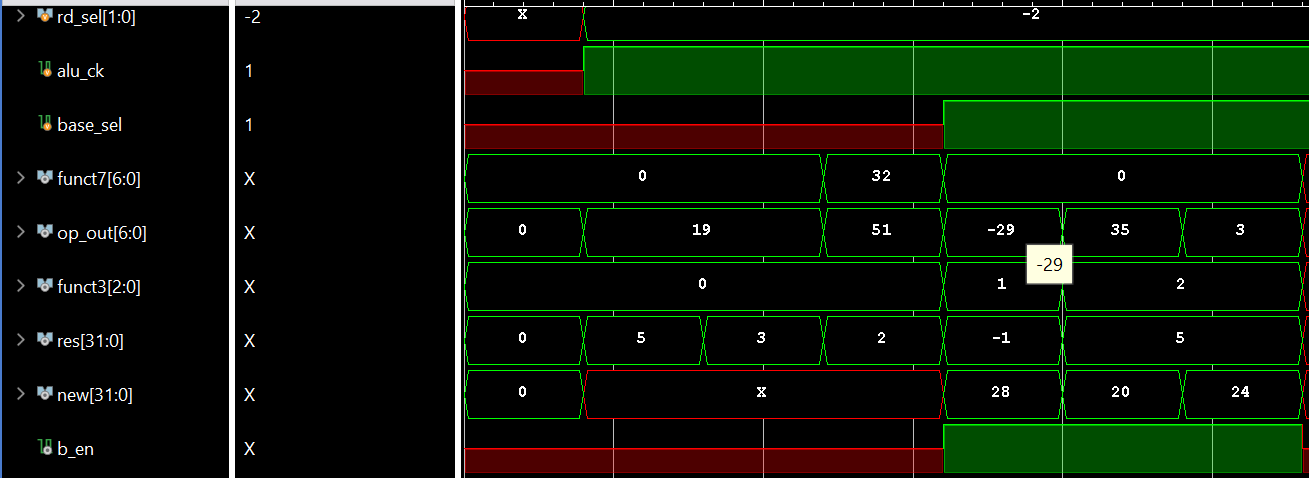 rd_sel[1:0] -2 X -2
alu_ck 1
base_sel 1
funct7[6:0] X 0 32 0
op_out[6:0] X 0 19 51 -29 35 3
-29
funct3[2:0] X 0 1 2
res[31:0] X 0 5 3 2 -1 5
new[31:0] X 0 X 28 20 24
b_en X